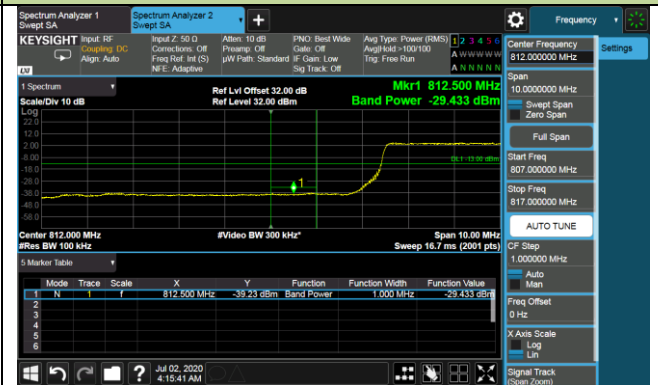 Spectrum Analyzer 1
Swept SA
Spectrum Analyzer 2
Swept SA
+
Frequency
KEYSIGHT
Input: RF
Coupling: DC
Align: Auto
Input Z: 50 Ω
Corrections: Off
Freq Ref: Int (S)
NFE: Adaptive
Atten: 10 dB
Preamp: Off
µW Path: Standard
PNO: Best Wide
Gate: Off
IF Gain: Low
Sig Track: Off
Avg Type: Power (RMS)
Avg|Hold:>100/100
Trig: Free Run
1 2 3 4 5 6
A W W W W W
A N N N N N
LXI
Center Frequency
812.000000 MHz
Settings
Span
10.0000000 MHz
Swept Span
Zero Span
Full Span
Start Freq
807.000000 MHz
Stop Freq
817.000000 MHz
AUTO TUNE
CF Step
1.000000 MHz
Auto
Man
Freq Offset
0 Hz
X Axis Scale
Log
Lin
Signal Track
(Span Zoom)
1 Spectrum
Scale/Div 10 dB
Ref Lvl Offset 32.00 dB
Ref Level 32.00 dBm
Mkr1 812.500 MHz
Band Power -29.433 dBm
Log
22.0
12.0
2.00
-8.00
-18.0
-28.0
-38.0
-48.0
-58.0
DL1 -13.00 dBm
1
Center 812.000 MHz
#Res BW 100 kHz
#Video BW 300 kHz*
Span 10.00 MHz
Sweep 16.7 ms (2001 pts)
5 Marker Table
Mode Trace Scale X Y Function Function Width Function Value
1 N 1 f 812.500 MHz -39.23 dBm Band Power 1.000 MHz -29.433 dBm
2
3
4
5
6
?
Jul 02, 2020
4:15:41 AM